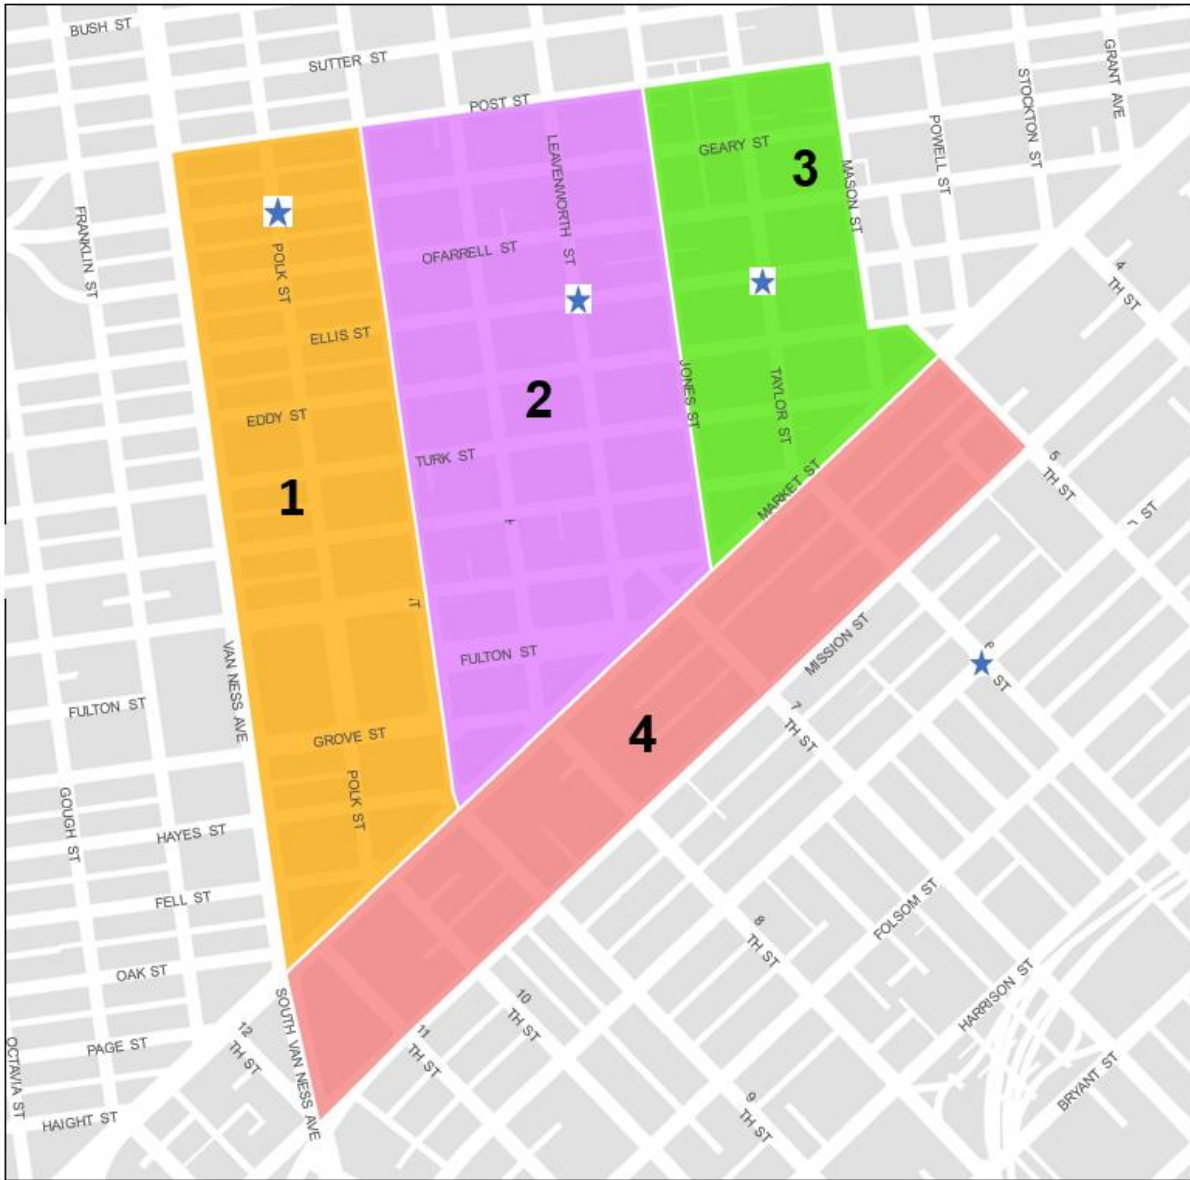 BUSH ST
SUTTER ST
POST ST
GRANT AVE
STOCKTON ST
POWELL ST
LEAVENWORTH ST
GEARY ST
3
MASON ST
FRANKLIN ST
POLK ST
OFARRELL ST
4
TH ST
ELLIS ST
JONES ST
TAYLOR ST
2
EDDY ST
TURK ST
1
MARKET ST
5
TH ST
ST
MISSION ST
FULTON ST
ST
VAN NESS AVE
FULTON ST
GROVE ST
4
7
TH ST
POLK ST
GOUGH ST
HAYES ST
FELL ST
FOLSOM ST
8
TH ST
OAK ST
HARRISON ST
SOUTH VAN NESS AVE
10
TH ST
12
TH ST
11
TH ST
PAGE ST
OCTAVIA ST
HAIGHT ST
BRYANT ST
9
TH ST